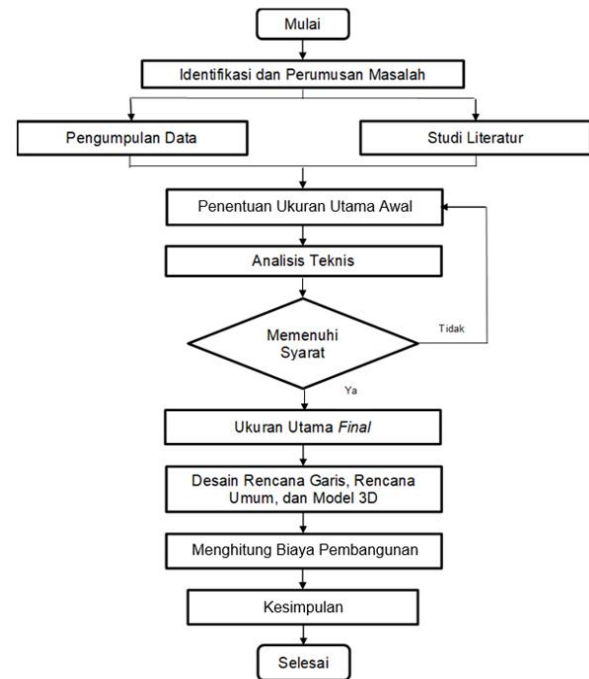 Mulai
Identifikasi dan Perumusan Masalah
Pengumpulan Data
Studi Literatur
Penentuan Ukuran Utama Awal
Analisis Teknis
Memenuhi
Syarat
Tidak
Ya
Ukuran Utama Final
Desain Rencana Garis, Rencana
Umum, dan Model 3D
Menghitung Biaya Pembangunan
Kesimpulan
Selesai